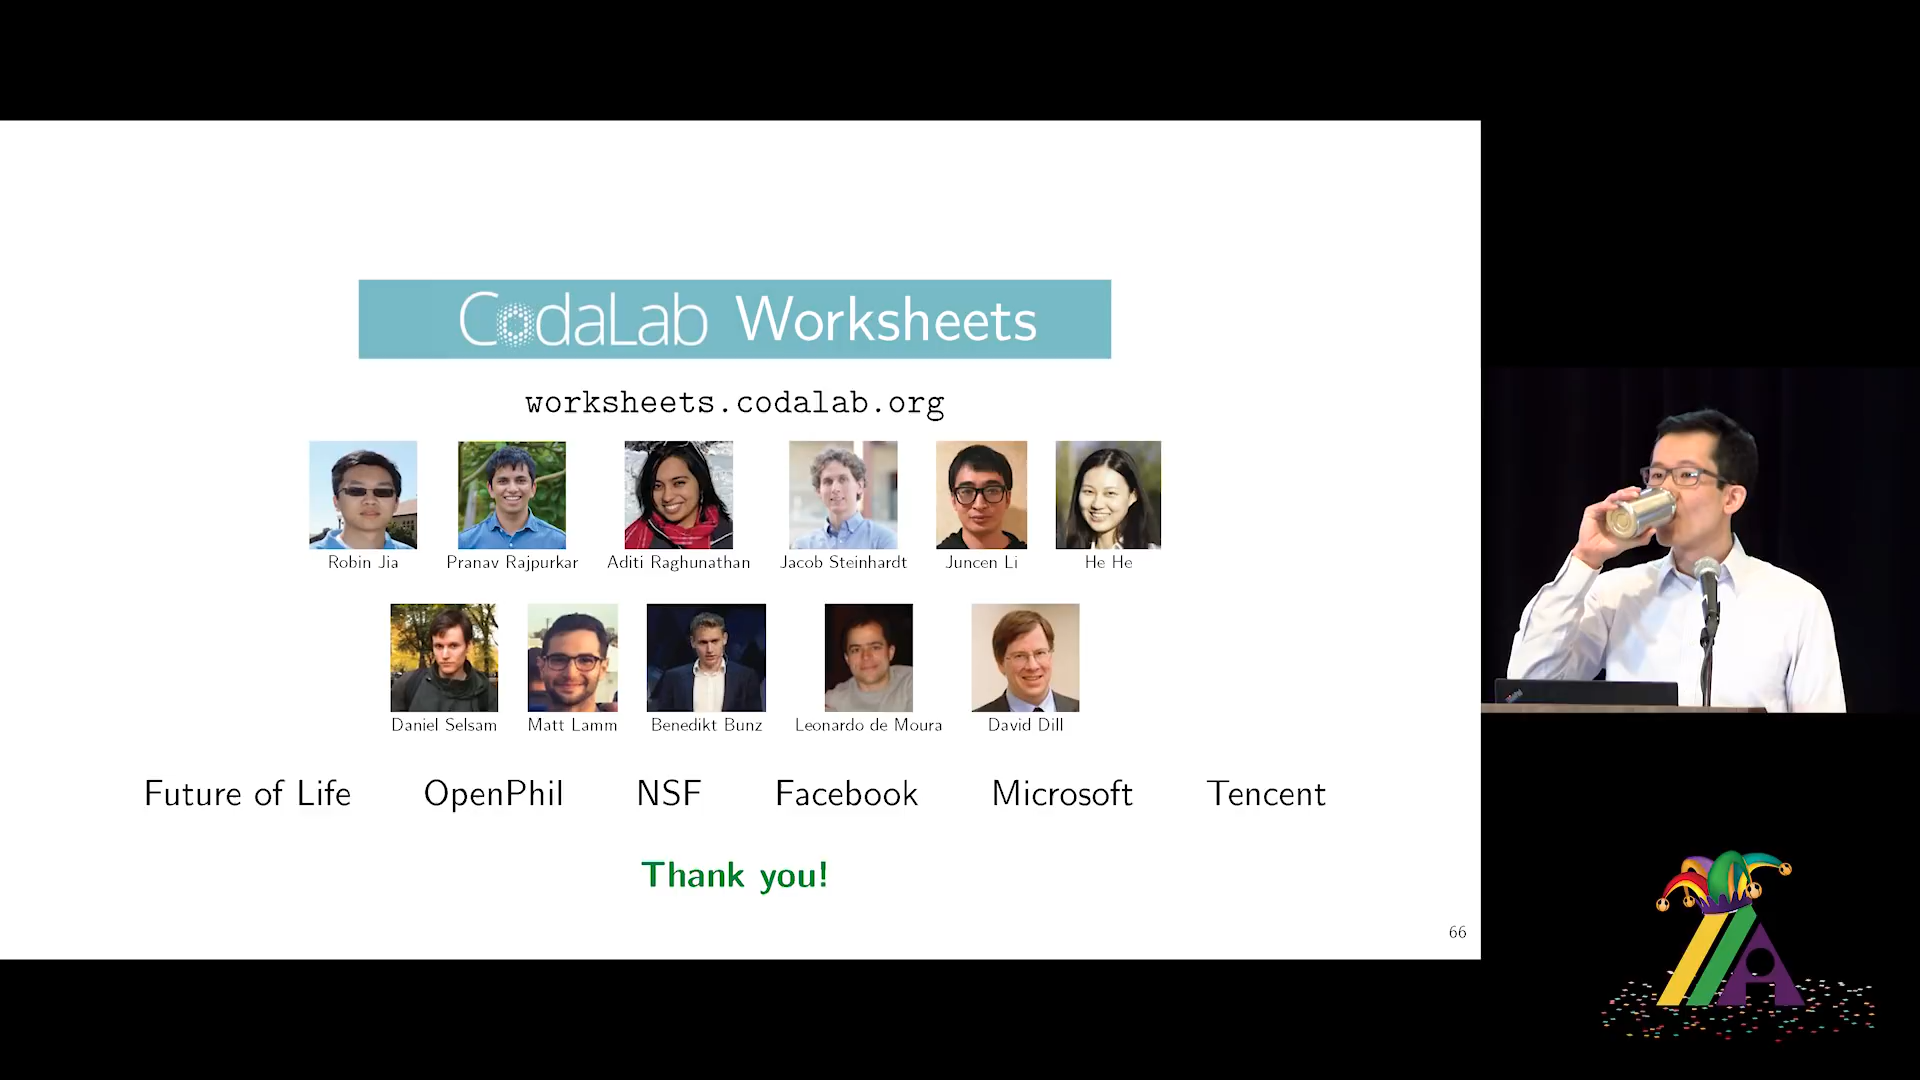 CodaLab Worksheets
worksheets.codalab.org
Robin Jia Pranav Rajpurkar Aditi Raghunathan Jacob Steinhardt Juncen Li He He
Daniel Selsam Matt Lamm Benedikt Bunz Leonardo de Moura David Dill
Future of Life OpenPhil NSF Facebook Microsoft Tencent
Thank you!
66